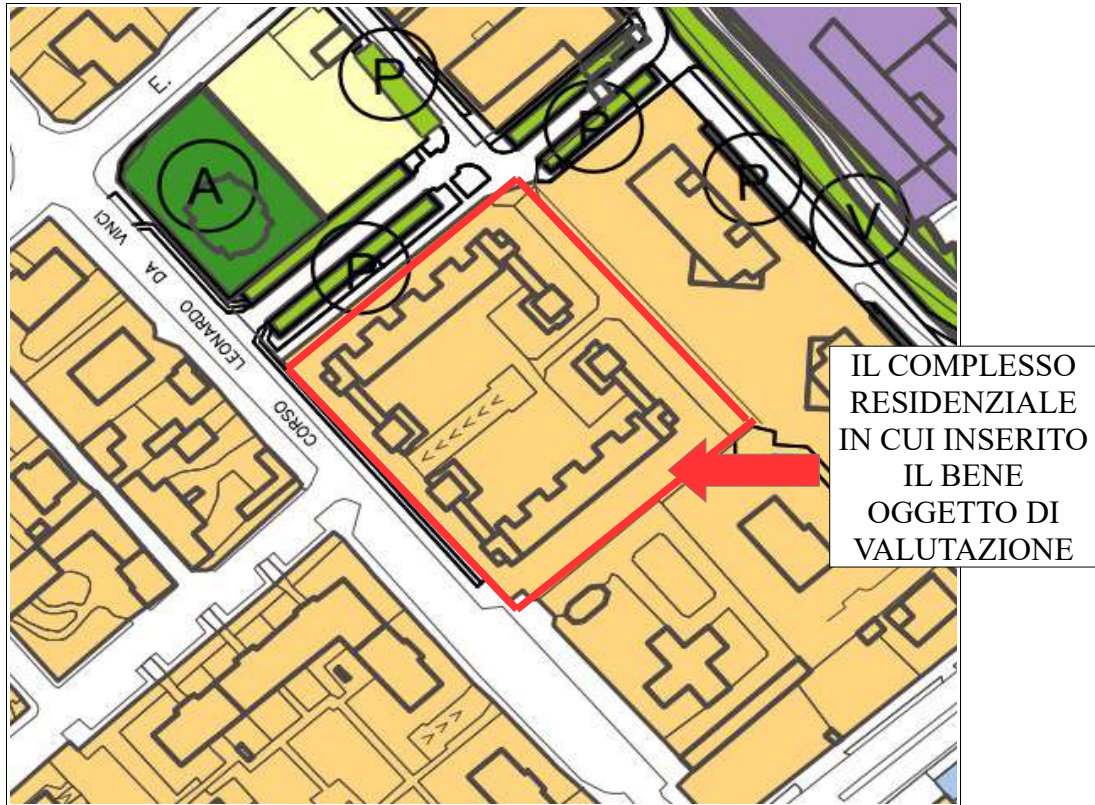 E.
P
P
A
P
V
P
CORSO LEONARDO DA VINCI
IL COMPLESSO
RESIDENZIALE
IN CUI INSERITO
IL BENE
OGGETTO DI
VALUTAZIONE